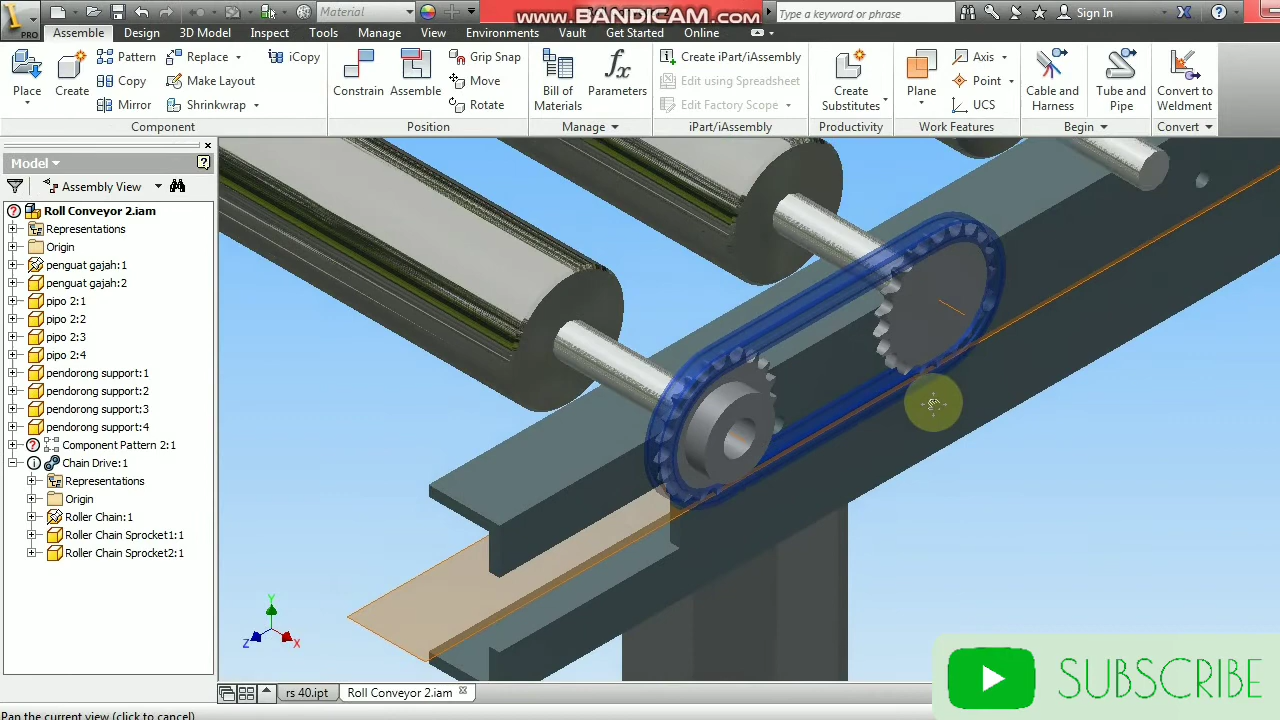 Material
www.BANDICAM.com
Type a keyword or phrase
Sign In
PRO
Assemble
Design
3D Model
Inspect
Tools
Manage
View
Environments
Vault
Get Started
Online
Place
Create
Pattern
Copy
Mirror
Replace
Make Layout
Shrinkwrap
iCopy
Component
Constrain
Assemble
Grip Snap
Move
Rotate
Position
Bill of
Materials
fx
Parameters
Manage
Create iPart/iAssembly
Edit using Spreadsheet
Edit Factory Scope
iPart/iAssembly
Create
Substitutes
Productivity
Plane
Axis
Point
UCS
Work Features
Cable and
Harness
Tube and
Pipe
Begin
Convert to
Weldment
Convert
Model
Assembly View
Roll Conveyor 2.iam
Representations
Origin
penguat gajah:1
penguat gajah:2
pipo 2:1
pipo 2:2
pipo 2:3
pipo 2:4
pendorong support:1
pendorong support:2
pendorong support:3
pendorong support:4
Component Pattern 2:1
Chain Drive:1
Representations
Origin
Roller Chain:1
Roller Chain Sprocket1:1
Roller Chain Sprocket2:1
Y
Z
X
SUBSCRIBE
rs 40.ipt
Roll Conveyor 2.iam
Pan the current view (click to cancel)